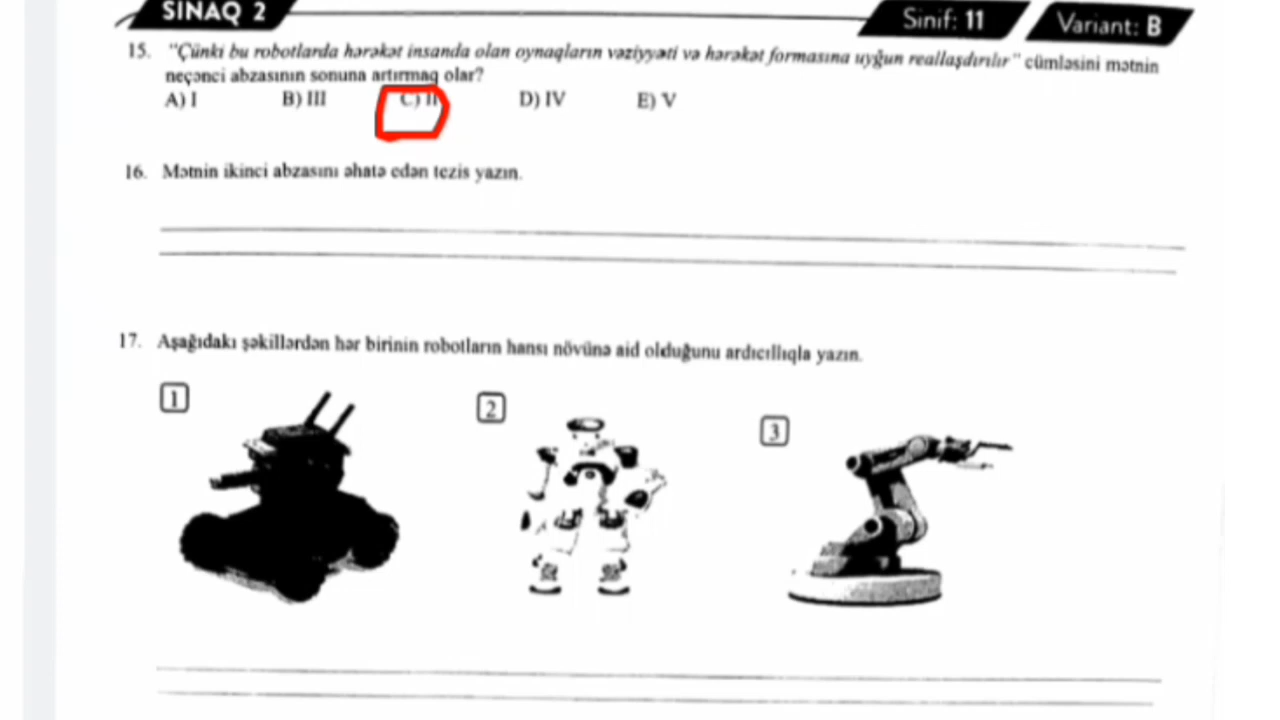 SINAQ 2
Sinif: 11
Variant: B
15. "Çünki bu robotlarda hərəkət insanda olan oynaqların vəziyyəti və hərəkət formasına uyğun reallaşdırılır" cümləsini mətnin
neçənci abzasının sonuna artırmaq olar?
A) I B) III C) II D) IV E) V
16. Mətnin ikinci abzasını əhatə edən tezis yazın.
17. Aşağıdakı şəkillərdən hər birinin robotların hansı növünə aid olduğunu ardıcıllıqla yazın.
1 2 3